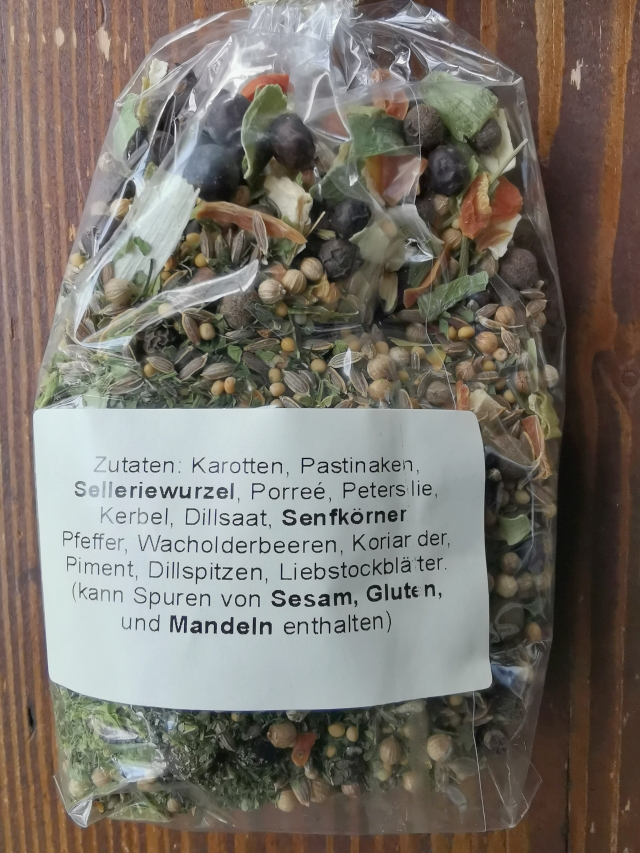 Zutaten: Karotten, Pastinaken,
Selleriewurzel, Porreé, Petersilie,
Kerbel, Dillsaat, Senfkörner
Pfeffer, Wacholderbeeren, Koriander,
Piment, Dillspitzen, Liebstockblätter.
(kann Spuren von Sesam, Gluten,
und Mandeln enthalten)